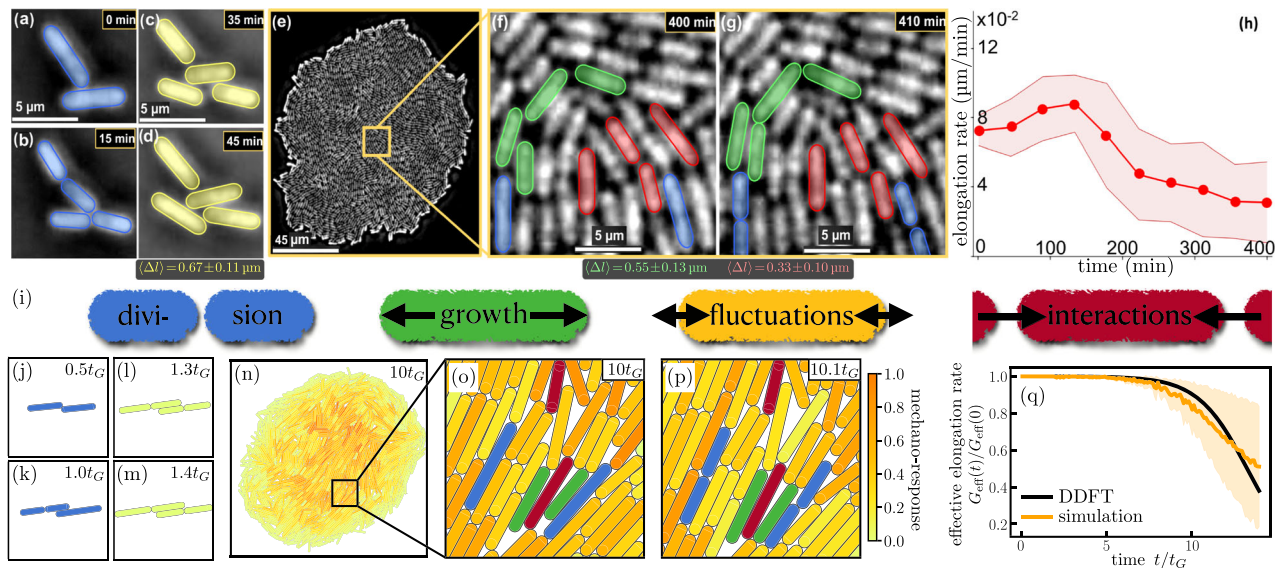 (a)
0 min
5 μm
(b)
15 min
(c)
35 min
5 μm
(d)
45 min
⟨Δl⟩ = 0.67±0.11 μm
(e)
45 μm
(f)
400 min
5 μm
(g)
410 min
5 μm
⟨Δl⟩ = 0.55±0.13 μm
⟨Δl⟩ = 0.33±0.10 μm
(h)
x10⁻²
12
8
4
elongation rate (μm/min)
0
100
200
300
400
time (min)
(i)
divi-
sion
growth
fluctuations
interactions
(j)
0.5t_G
(k)
1.0t_G
(l)
1.3t_G
(m)
1.4t_G
(n)
10t_G
(o)
10t_G
(p)
10.1t_G
1.0
0.8
0.6
0.4
0.2
0.0
mechano-response
(q)
effective elongation rate
G_eff(t)/G_eff(0)
1.0
0.8
0.6
0.4
0.2
DDFT
simulation
0
5
10
time t/t_G